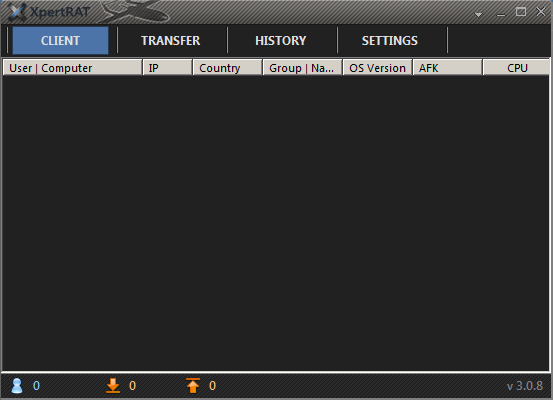 XpertRAT
CLIENT TRANSFER HISTORY SETTINGS
User | Computer IP Country Group | Na... OS Version AFK CPU
0 0 0 v 3.0.8